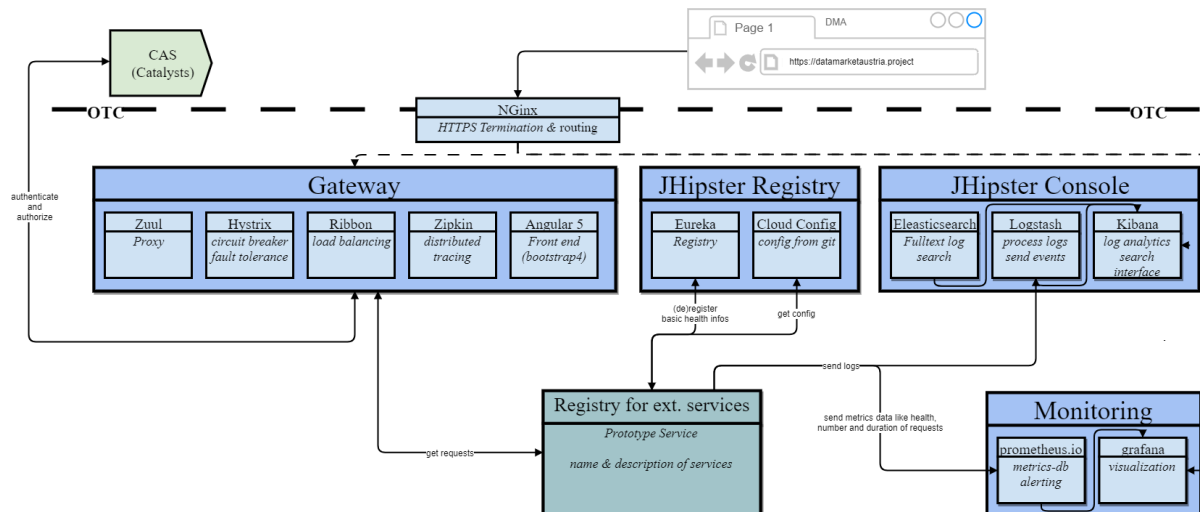 Page 1
DMA
https://datamarketaustria.project
CAS
(Catalysts)
OTC
OTC
NGinx
HTTPS Termination & routing
authenticate
and
authorize
Gateway
Zuul
Proxy
Hystrix
circuit breaker
fault tolerance
Ribbon
load balancing
Zipkin
distributed
tracing
Angular 5
Front end
(bootstrap4)
JHipster Registry
Eureka
Registry
Cloud Config
config from git
JHipster Console
Eleasticsearch
Fulltext log
search
Logstash
process logs
send events
Kibana
log analytics
search
interface
(de)register
basic health infos
get config
send logs
Registry for ext. services
Prototype Service
name & description of services
get requests
send metrics data like health,
number and duration of requests
Monitoring
prometheus.io
metrics-db
alerting
grafana
visualization